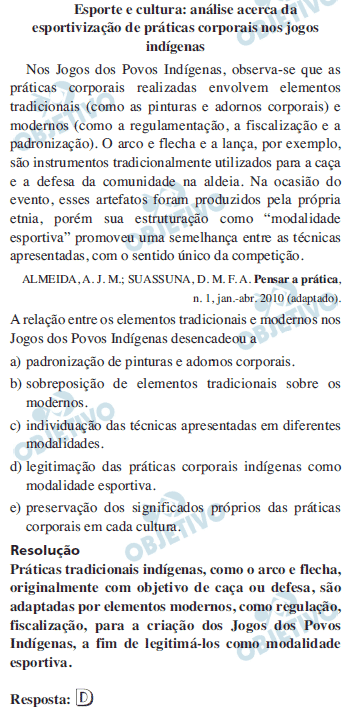 Esporte e cultura: análise acerca da
esportivização de práticas corporais nos jogos
indígenas
Nos Jogos dos Povos Indígenas, observa-se que as
práticas corporais realizadas envolvem elementos
tradicionais (como as pinturas e adornos corporais) e
modernos (como a regulamentação, a fiscalização e a
padronização). O arco e flecha e a lança, por exemplo,
são instrumentos tradicionalmente utilizados para a caça
e a defesa da comunidade na aldeia. Na ocasião do
evento, esses artefatos foram produzidos pela própria
etnia, porém sua estruturação como “modalidade
esportiva” promoveu uma semelhança entre as técnicas
apresentadas, com o sentido único da competição.
ALMEIDA, A. J. M.; SUASSUNA, D. M. F. A. Pensar a prática,
n. 1, jan.-abr. 2010 (adaptado).
A relação entre os elementos tradicionais e modernos nos
Jogos dos Povos Indígenas desencadeou a
a) padronização de pinturas e adornos corporais.
b) sobreposição de elementos tradicionais sobre os
modernos.
c) individuação das técnicas apresentadas em diferentes
modalidades.
d) legitimação das práticas corporais indígenas como
modalidade esportiva.
e) preservação dos significados próprios das práticas
corporais em cada cultura.
Resolução
Práticas tradicionais indígenas, como o arco e flecha,
originalmente com objetivo de caça ou defesa, são
adaptadas por elementos modernos, como regulação,
fiscalização, para a criação dos Jogos dos Povos
Indígenas, a fim de legitimá-los como modalidade
esportiva.
Resposta: D
OBJETIVO
OBJETIVO
OBJETIVO
OBJETIVO
OBJETIVO
OBJETIVO
OBJETIVO